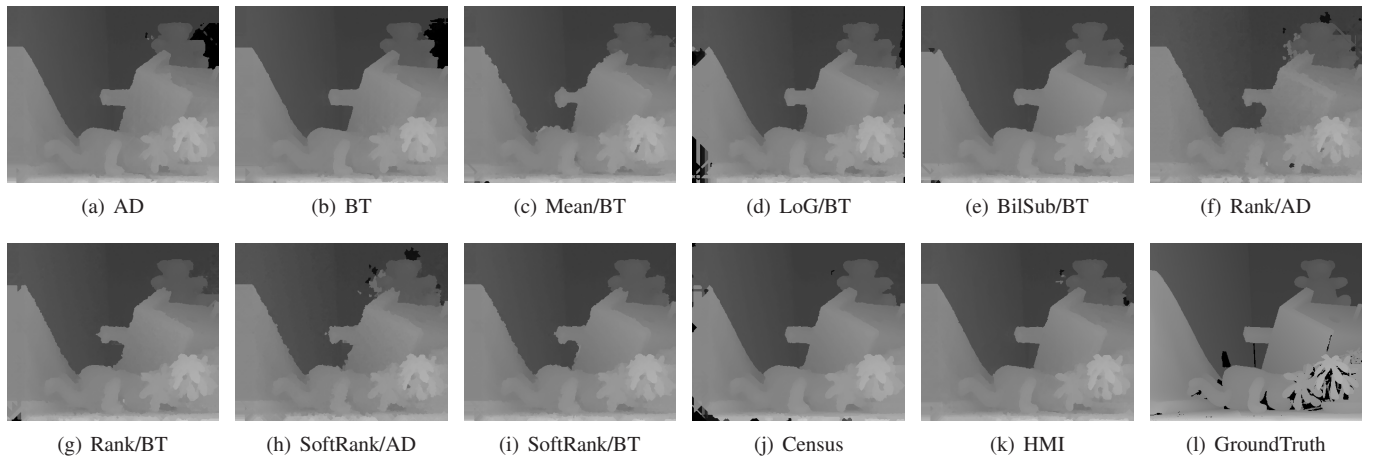 (a) AD (b) BT (c) Mean/BT (d) LoG/BT (e) BilSub/BT (f) Rank/AD
(g) Rank/BT (h) SoftRank/AD (i) SoftRank/BT (j) Census (k) HMI (l) GroundTruth